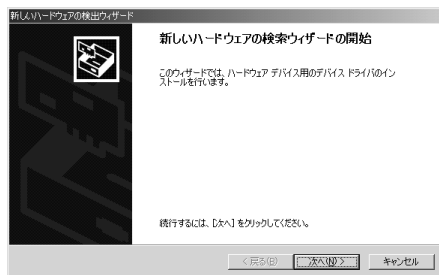 新しいハードウェアの検出ウィザード
新しいハードウェアの検索ウィザードの開始
このウィザードでは、ハードウェア デバイス用のデバイス ドライバのイン
ストールを行います。
続行するには、[次へ] をクリックしてください。
< 戻る(B)
次へ(N) >
キャンセル